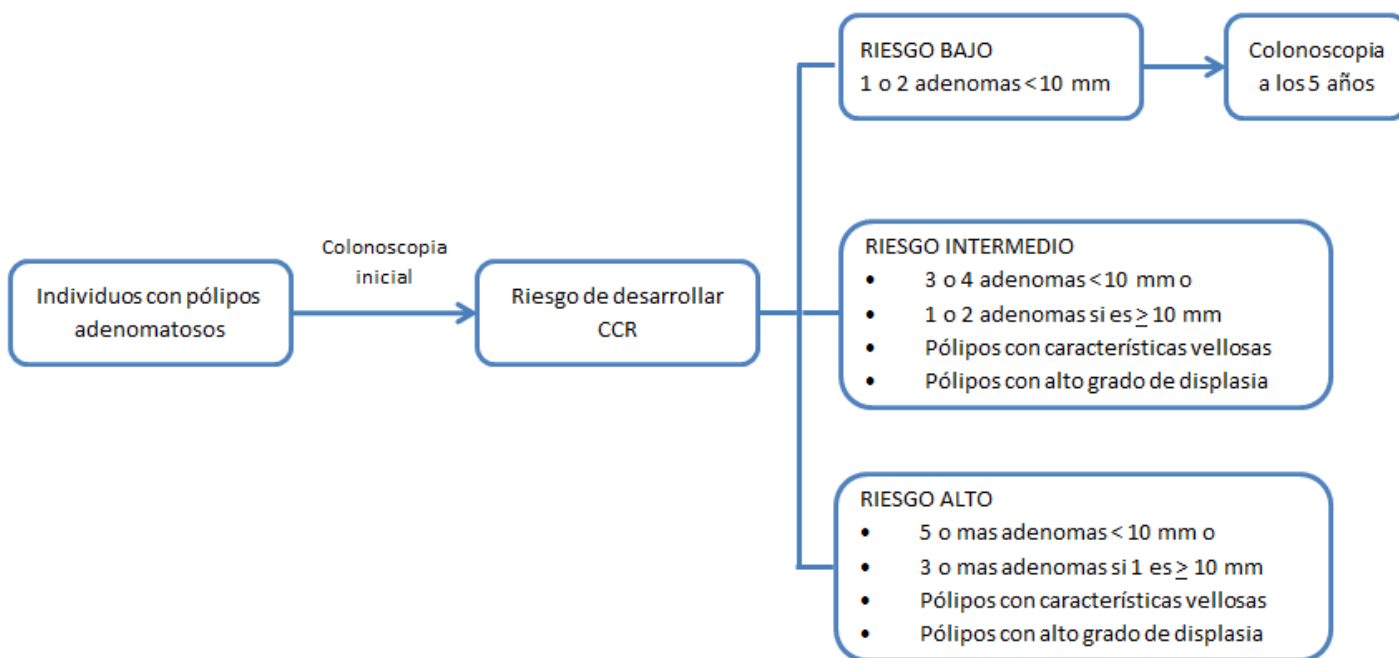 Individuos con pólipos
adenomatosos
Colonoscopia
inicial
Riesgo de desarrollar
CCR
RIESGO BAJO
1 o 2 adenomas <10 mm
Colonoscopia
a los 5 años
RIESGO INTERMEDIO
• 3 o 4 adenomas <10 mm o
• 1 o 2 adenomas si es > 10 mm
• Pólipos con características vellosas
• Pólipos con alto grado de displasia
RIESGO ALTO
• 5 o mas adenomas < 10 mm o
• 3 o mas adenomas si 1 es > 10 mm
• Pólipos con características vellosas
• Pólipos con alto grado de displasia